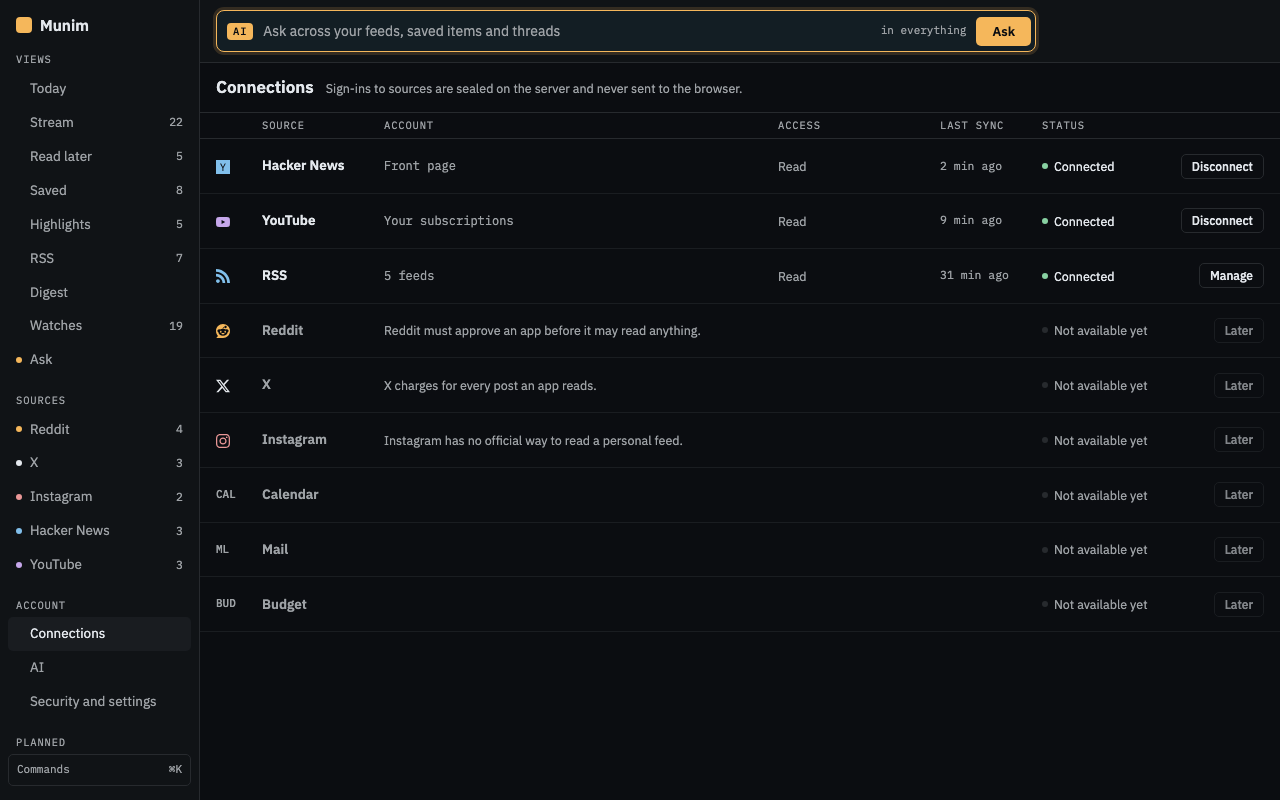 Munim
AI Ask across your feeds, saved items and threads in everything Ask
VIEWS
Today
Stream 22
Read later 5
Saved 8
Highlights 5
RSS 7
Digest
Watches 19
Ask
SOURCES
Reddit 4
X 3
Instagram 2
Hacker News 3
YouTube 3
ACCOUNT
Connections
AI
Security and settings
PLANNED
Commands ⌘K
Connections Sign-ins to sources are sealed on the server and never sent to the browser.
SOURCE ACCOUNT ACCESS LAST SYNC STATUS
Y Hacker News Front page Read 2 min ago Connected Disconnect
YouTube Your subscriptions Read 9 min ago Connected Disconnect
RSS 5 feeds Read 31 min ago Connected Manage
Reddit Reddit must approve an app before it may read anything. Not available yet Later
X X charges for every post an app reads. Not available yet Later
Instagram Instagram has no official way to read a personal feed. Not available yet Later
CAL Calendar Not available yet Later
ML Mail Not available yet Later
BUD Budget Not available yet Later